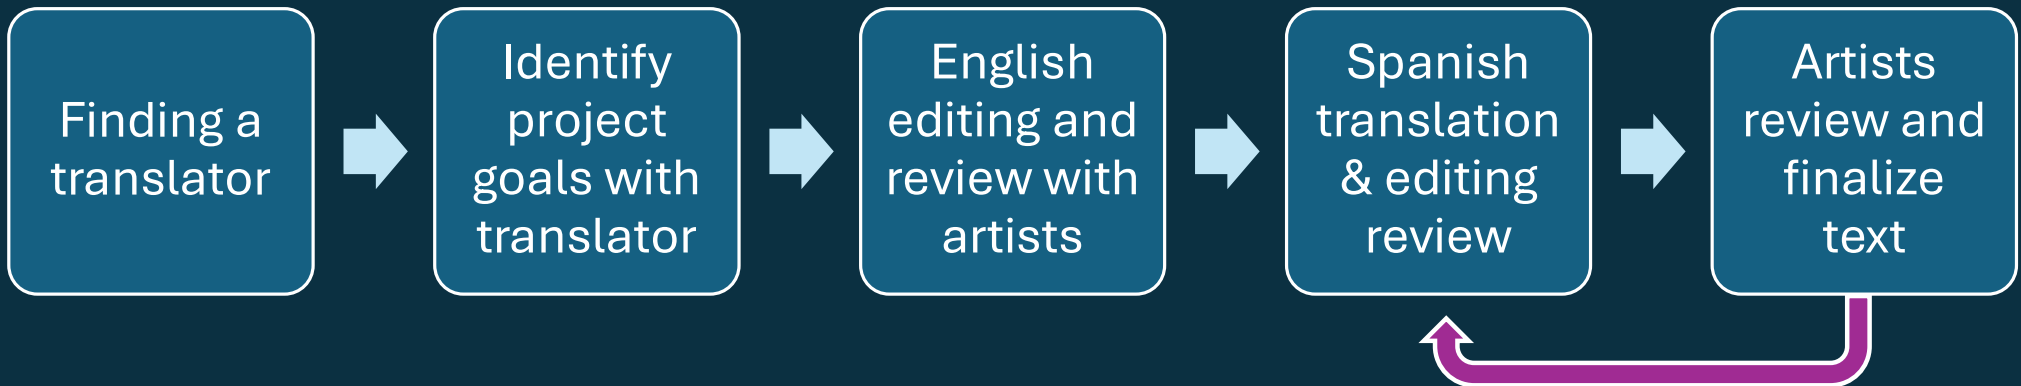 Finding a
translator
Identify
project
goals with
translator
English
editing and
review with
artists
Spanish
translation
& editing
review
Artists
review and
finalize
text